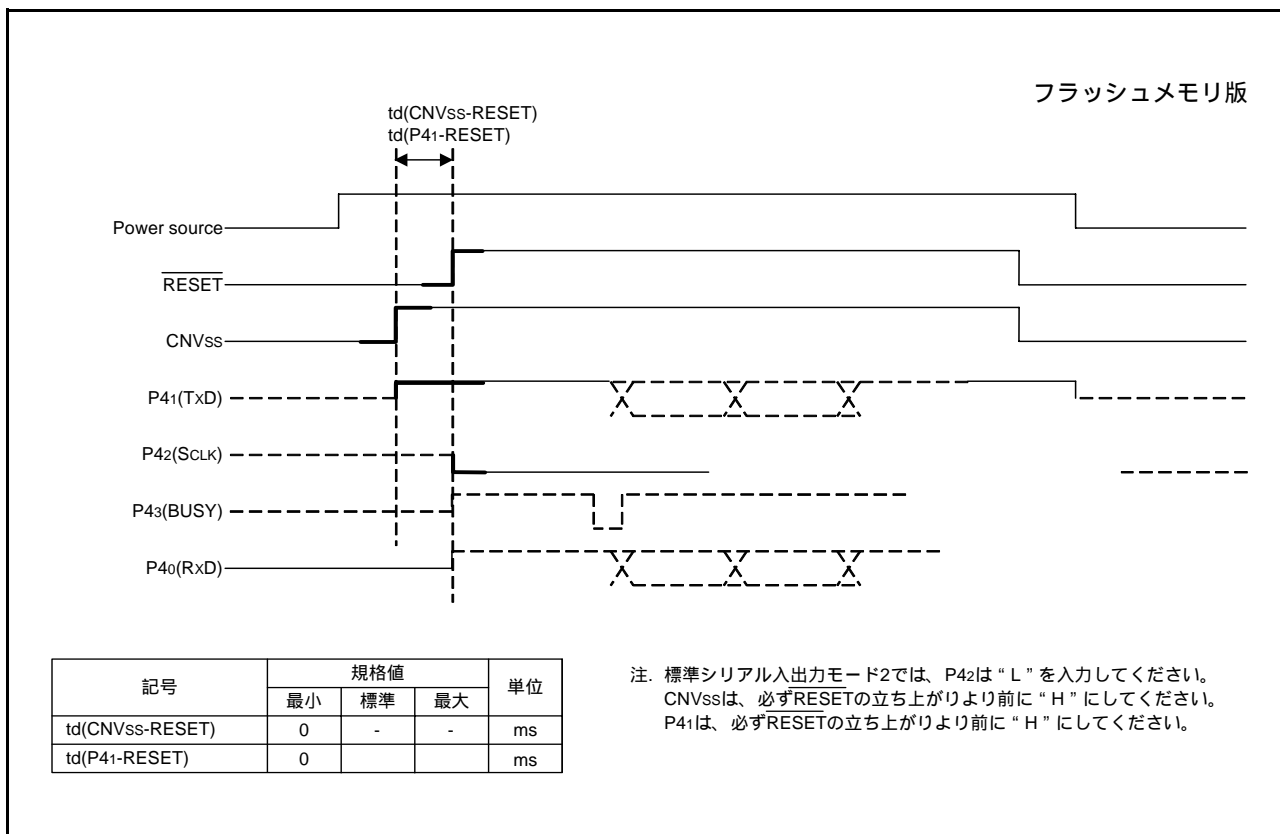 フラッシュメモリ版
td(CNVss-RESET)
td(P41-RESET)
Power source
RESET
CNVss
P41(TxD)
P42(SCLK)
P43(BUSY)
P40(RxD)
記号 規格値 単位
最小 標準 最大
td(CNVss-RESET) 0 - - ms
td(P41-RESET) 0 ms
注. 標準シリアル入出力モード2では、P42は“L”を入力してください。
CNVssは、必ずRESETの立ち上がりより前に“H”にしてください。
P41は、必ずRESETの立ち上がりより前に“H”にしてください。